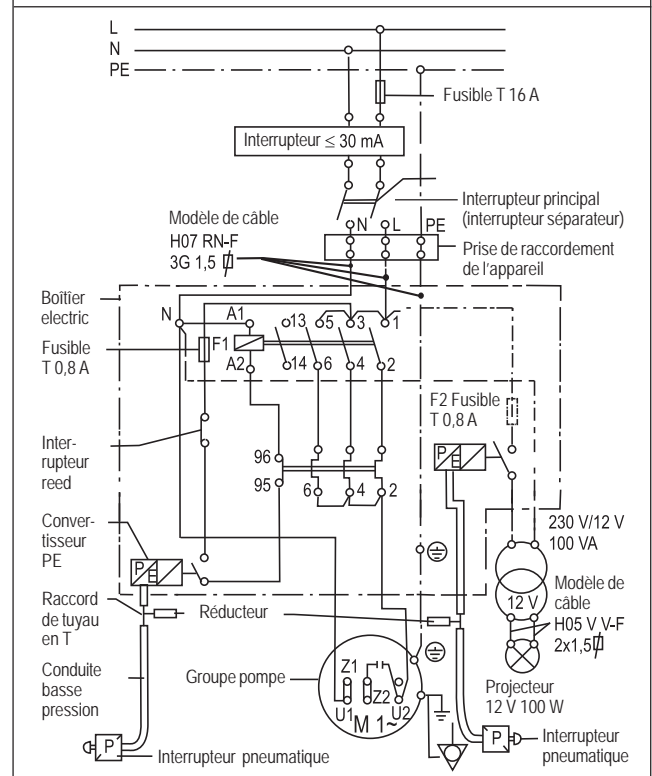 L
N
PE
Fusible T 16 A
Interrupteur ≤ 30 mA
Interrupteur principal
(interrupteur séparateur)
Modèle de câble
H07 RN-F
3G 1,5
N
L
PE
Prise de raccordement
de l'appareil
Boîtîer
electric
N
A1
13
5
3
1
Fusible
T 0,8 A
F1
A2
14
6
4
2
F2 Fusible
T 0,8 A
Inter-
rupteur
reed
96
95
6
4
2
P
E
Conver-
tisseur
PE
P
E
230 V/12 V
100 VA
12 V
Modèle de
câble
H05 V V-F
2x1,5
Raccord
de tuyau
en T
Réducteur
Conduite
basse
pression
Groupe pompe
Z1
Z2
U1
U2
M 1~
Projecteur
12 V 100 W
P
Interrupteur pneumatique
P
Interrupteur
pneumatique